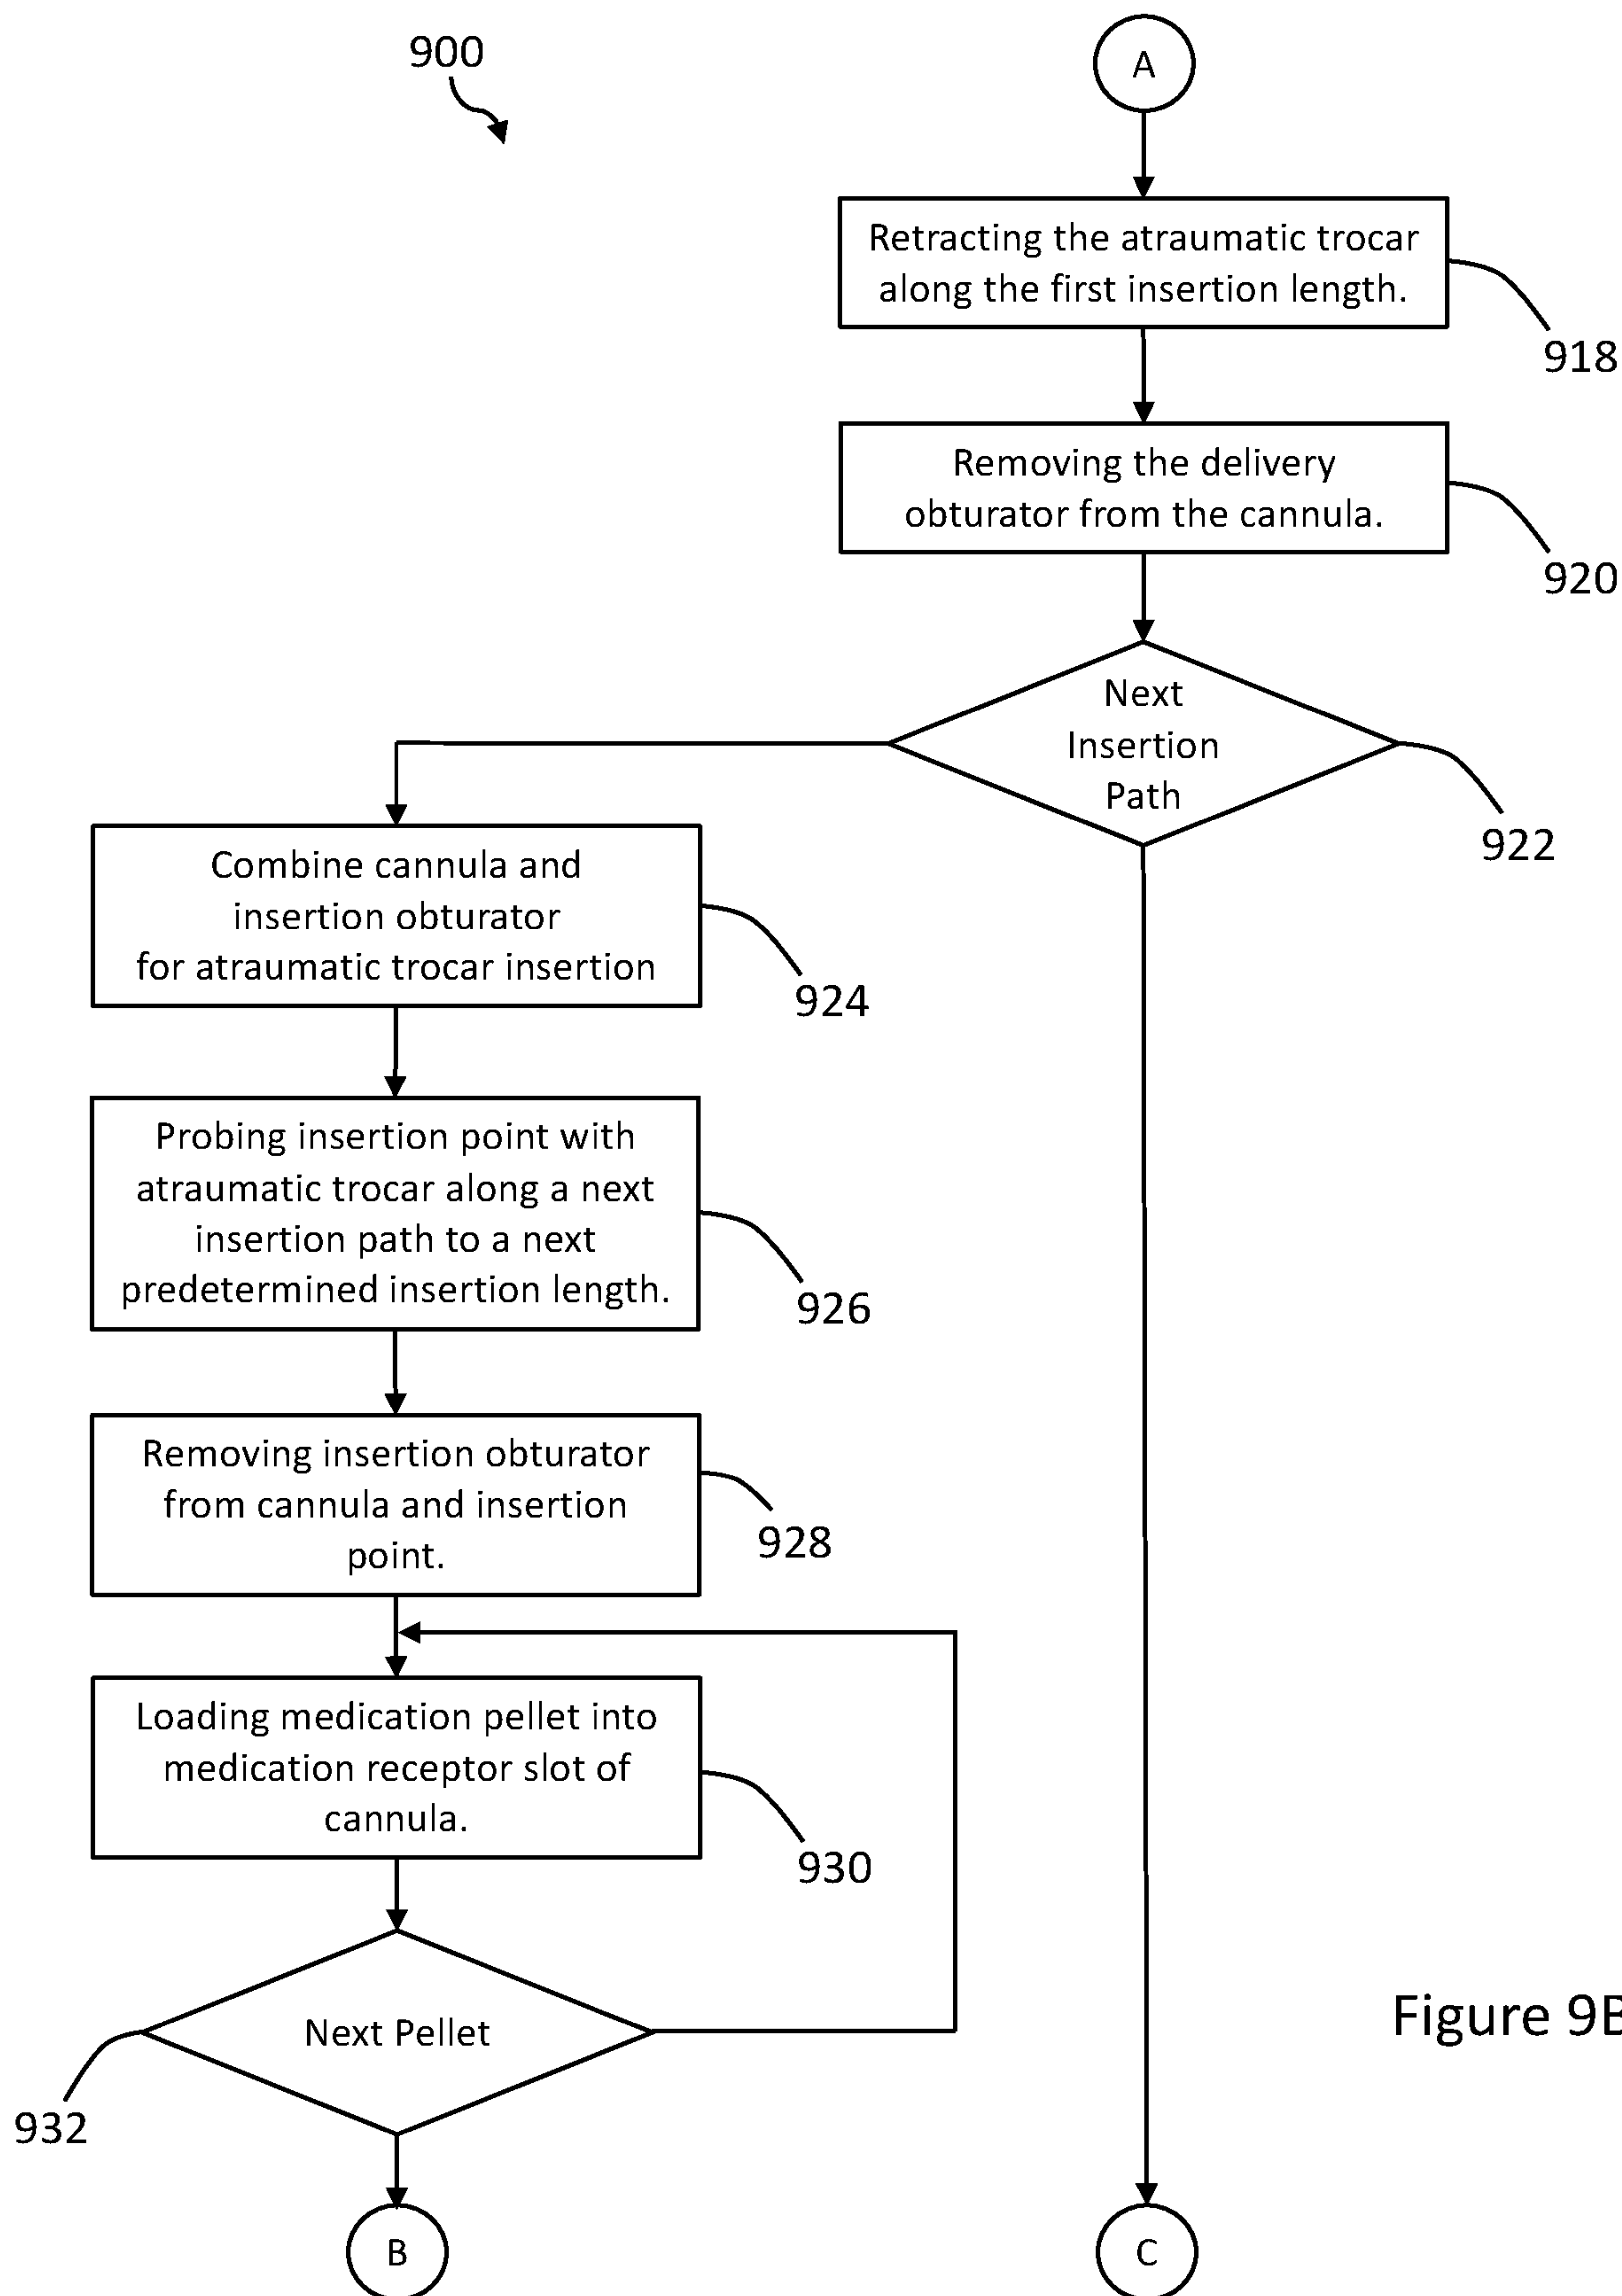 900
A
Retracting the atraumatic trocar
along the first insertion length.
918
Removing the delivery
obturator from the cannula.
920
Next
Insertion
Path
922
Combine cannula and
insertion obturator
for atraumatic trocar insertion
924
Probing insertion point with
atraumatic trocar along a next
insertion path to a next
predetermined insertion length.
926
Removing insertion obturator
from cannula and insertion
point.
928
Loading medication pellet into
medication receptor slot of
cannula.
930
Next Pellet
932
Figure 9B
B
C